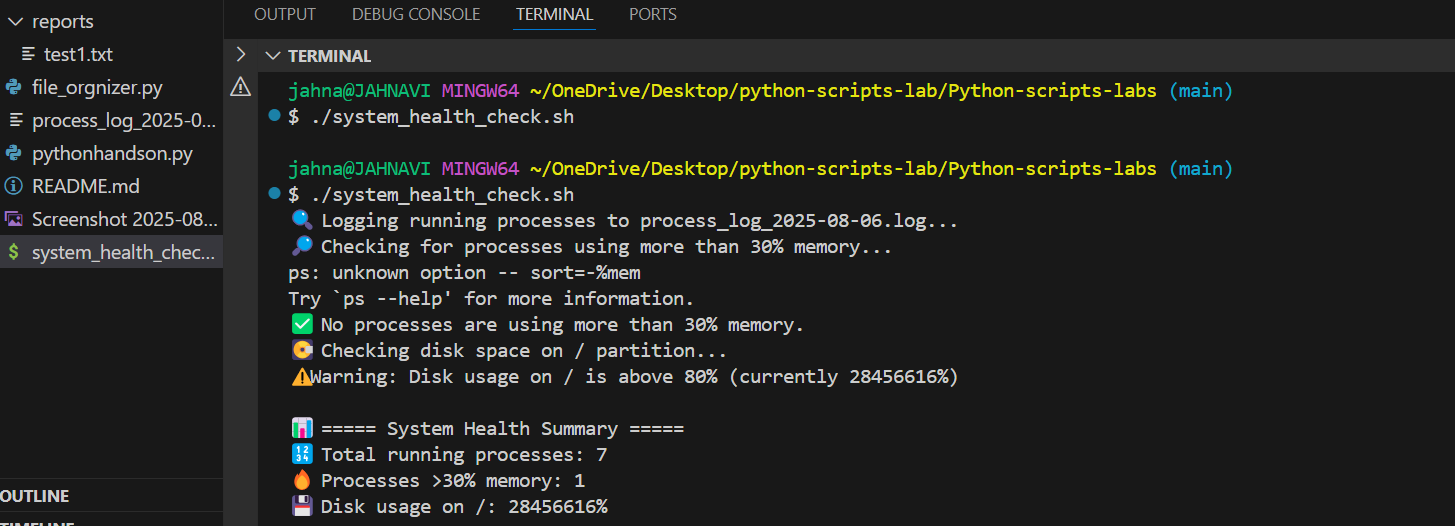 reports
test1.txt
file_orgnizer.py
process_log_2025-0...
pythonhandson.py
README.md
Screenshot 2025-08...
system_health_chec...
OUTLINE
TIMELINE
OUTPUT DEBUG CONSOLE TERMINAL PORTS
TERMINAL
jahna@JAHNAVI MINGW64 ~/OneDrive/Desktop/python-scripts-lab/Python-scripts-labs (main)
$ ./system_health_check.sh
jahna@JAHNAVI MINGW64 ~/OneDrive/Desktop/python-scripts-lab/Python-scripts-labs (main)
$ ./system_health_check.sh
🔍 Logging running processes to process_log_2025-08-06.log...
🔎 Checking for processes using more than 30% memory...
ps: unknown option -- sort=-%mem
Try `ps --help' for more information.
✅ No processes are using more than 30% memory.
💽 Checking disk space on / partition...
⚠️Warning: Disk usage on / is above 80% (currently 28456616%)
📊 ===== System Health Summary =====
🔢 Total running processes: 7
🔥 Processes >30% memory: 1
💾 Disk usage on /: 28456616%